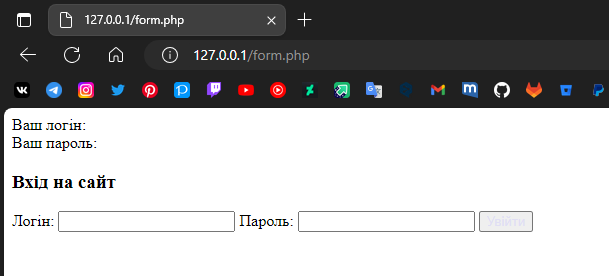 127.0.0.1/form.php
127.0.0.1/form.php
Ваш логін:
Ваш пароль:
Вхід на сайт
Логін: Пароль: Увійти